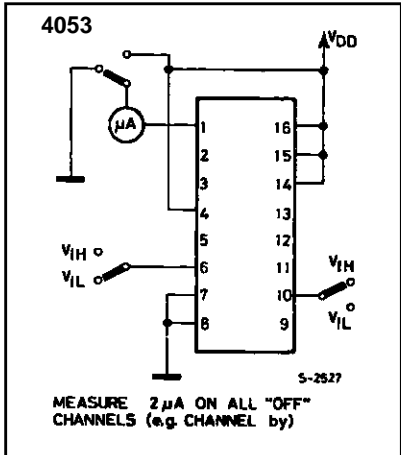 4053
VDD
μA
1 16
2 15
3 14
4 13
5 12
6 11
7 10
8 9
VIH
VIL
VIH
VIL
S-2527
MEASURE 2μA ON ALL "OFF"
CHANNELS (e.g. CHANNEL by)